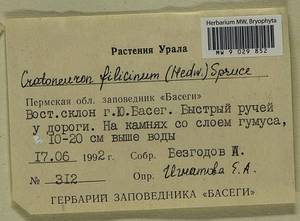 Herbarium MW, Bryophyta
MW 9 029 852
Растения Урала
Cratoneuron filicinum (Hedw.) Spruce
Пермская обл. заповедник "Басеги"
Вост.склон г.Ю.Басег. Быстрый ручей
у дороги. На камнях со слоем гумуса,
10-20 см выше воды
17.06 1992 г. Собр. Безгодов А.
№ 312 Опр. Игнатова Е.А.
ГЕРБАРИЙ ЗАПОВЕДНИКА "БАСЕГИ"